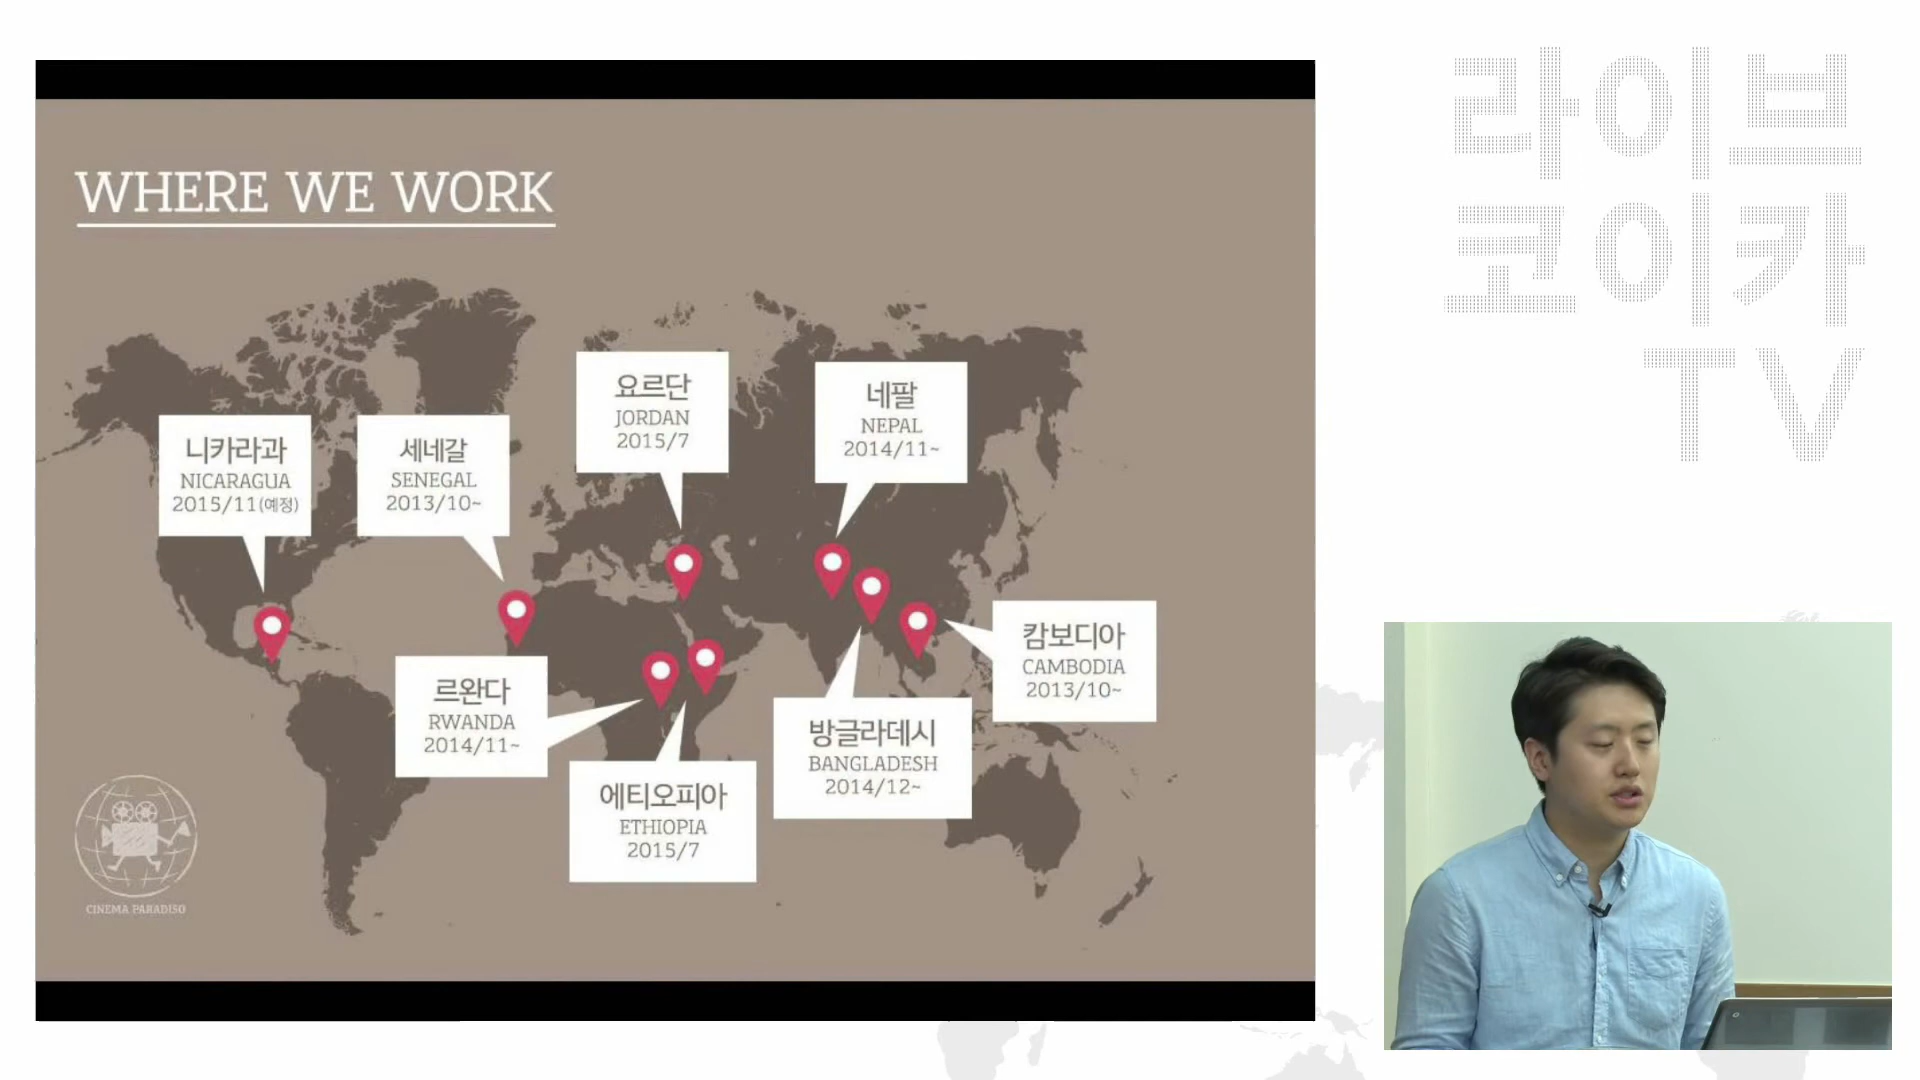 WHERE WE WORK
요르단
JORDAN
2015/7
네팔
NEPAL
2014/11~
니카라과
NICARAGUA
2015/11(예정)
세네갈
SENEGAL
2013/10~
캄보디아
CAMBODIA
2013/10~
르완다
RWANDA
2014/11~
방글라데시
BANGLADESH
2014/12~
에티오피아
ETHIOPIA
2015/7
CINEMA PARADISO
라이브
코이카
TV